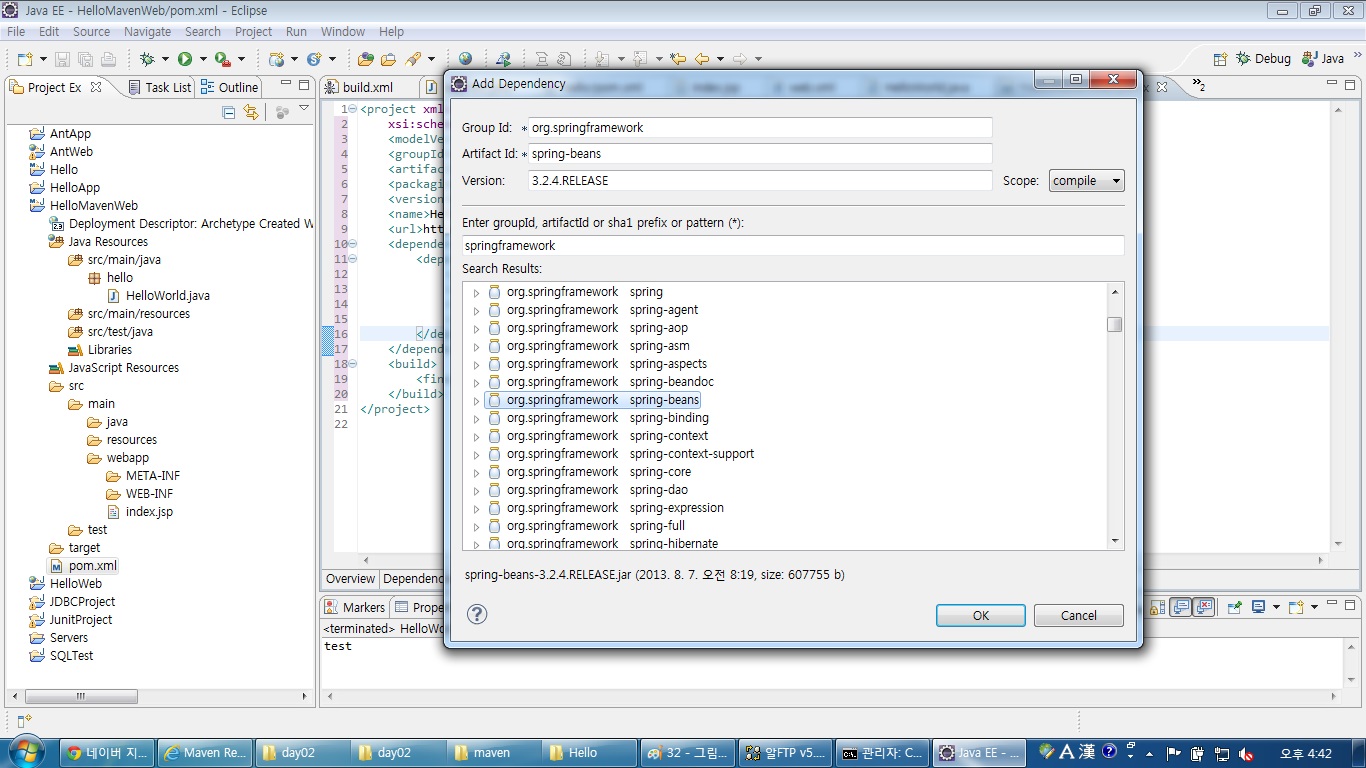 Java EE - HelloMavenWeb/pom.xml - Eclipse
File Edit Source Navigate Search Project Run Window Help
Debug Java
Project Ex Task List Outline
AntApp
AntWeb
Hello
HelloApp
HelloMavenWeb
Deployment Descriptor: Archetype Created W
Java Resources
src/main/java
hello
HelloWorld.java
src/main/resources
src/test/java
Libraries
JavaScript Resources
src
main
java
resources
webapp
META-INF
WEB-INF
index.jsp
test
target
pom.xml
HelloWeb
JDBCProject
JunitProject
Servers
SQLTest
build.xml
1 <project xml
2 xsi:sche
3 <modelVe
4 <groupId
5 <artifac
6 <packagi
7 <version
8 <name>He
9 <url>htt
10 <depende
11 <dep
12
13
14
15
16 </de
17 </depend
18 <build>
19 <fin
20 </build>
21 </project>
22
Overview Dependenc
Markers Prope
<terminated> HelloWo
test
Add Dependency
Group Id: * org.springframework
Artifact Id: * spring-beans
Version: 3.2.4.RELEASE Scope: compile
Enter groupId, artifactId or sha1 prefix or pattern (*):
springframework
Search Results:
org.springframework spring
org.springframework spring-agent
org.springframework spring-aop
org.springframework spring-asm
org.springframework spring-aspects
org.springframework spring-beandoc
org.springframework spring-beans
org.springframework spring-binding
org.springframework spring-context
org.springframework spring-context-support
org.springframework spring-core
org.springframework spring-dao
org.springframework spring-expression
org.springframework spring-full
org.springframework spring-hibernate
spring-beans-3.2.4.RELEASE.jar (2013. 8. 7. 오전 8:19, size: 607755 b)
OK Cancel
»2
네이버 지... Maven Re... day02 day02 maven Hello 32 - 그림... 알FTP v5.... 관리자: C... Java EE - ... A 漢 오후 4:42